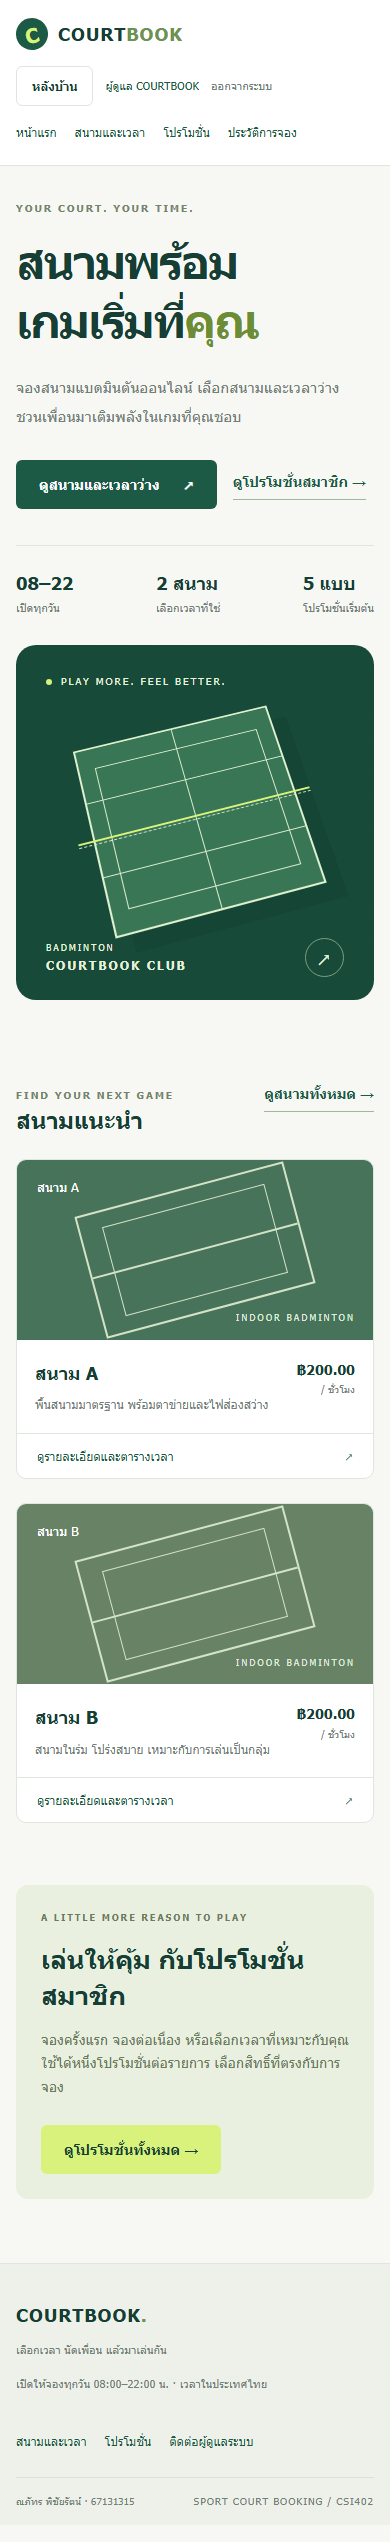 C COURTBOOK
หลังบ้าน ผู้ดูแล COURTBOOK ออกจากระบบ
หน้าแรก สนามและเวลา โปรโมชั่น ประวัติการจอง
YOUR COURT. YOUR TIME.
สนามพร้อม
เกมเริ่มที่คุณ
จองสนามแบดมินตันออนไลน์ เลือกสนามและเวลาว่าง
ชวนเพื่อนมาเติมพลังในเกมที่คุณชอบ
ดูสนามและเวลาว่าง ↗ ดูโปรโมชั่นสมาชิก →
08–22 2 สนาม 5 แบบ
เปิดทุกวัน เลือกเวลาที่ใช่ โปรโมชั่นเริ่มต้น
PLAY MORE. FEEL BETTER.
BADMINTON
COURTBOOK CLUB ↗
FIND YOUR NEXT GAME ดูสนามทั้งหมด →
สนามแนะนำ
สนาม A
INDOOR BADMINTON
สนาม A ฿200.00
พื้นสนามมาตรฐาน พร้อมตาข่ายและไฟส่องสว่าง / ชั่วโมง
ดูรายละเอียดและตารางเวลา ↗
สนาม B
INDOOR BADMINTON
สนาม B ฿200.00
สนามในร่ม โปร่งสบาย เหมาะกับการเล่นเป็นกลุ่ม / ชั่วโมง
ดูรายละเอียดและตารางเวลา ↗
A LITTLE MORE REASON TO PLAY
เล่นให้คุ้ม กับโปรโมชั่น
สมาชิก
จองครั้งแรก จองต่อเนื่อง หรือเลือกเวลาที่เหมาะกับคุณ
ใช้ได้หนึ่งโปรโมชั่นต่อรายการ เลือกสิทธิ์ที่ตรงกับการ
จอง
ดูโปรโมชั่นทั้งหมด →
COURTBOOK.
เลือกเวลา นัดเพื่อน แล้วมาเล่นกัน
เปิดให้จองทุกวัน 08:00–22:00 น. · เวลาในประเทศไทย
สนามและเวลา โปรโมชั่น ติดต่อผู้ดูแลระบบ
ณภัทร พิชัยรัตน์ · 67131315 SPORT COURT BOOKING / CSI402